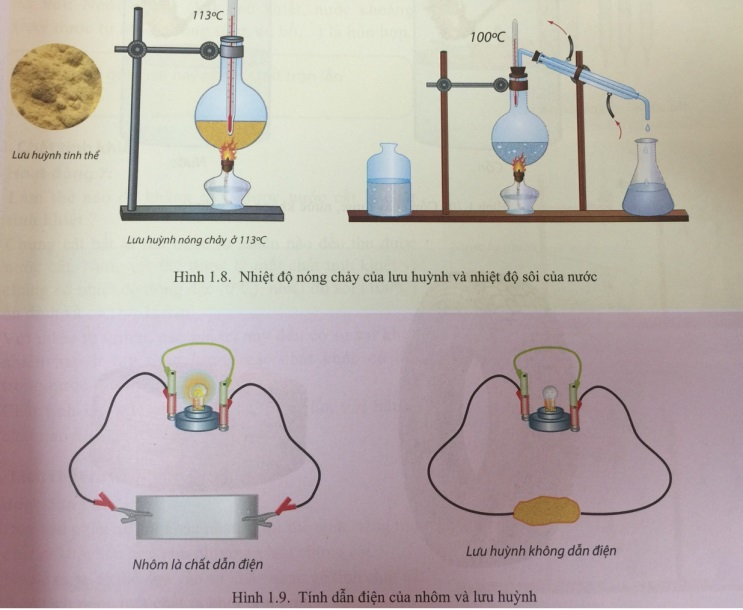 113ºC
100ºC
Lưu huỳnh tinh thể
Lưu huỳnh nóng chảy ở 113ºC
Hình 1.8. Nhiệt độ nóng chảy của lưu huỳnh và nhiệt độ sôi của nước
Nhôm là chất dẫn điện
Lưu huỳnh không dẫn điện
Hình 1.9. Tính dẫn điện của nhôm và lưu huỳnh